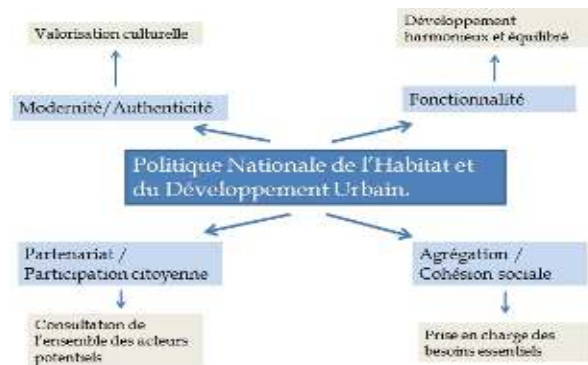 Valorisation culturelle
Développement
harmonieux et équilibré
Modernité/Authenticité
Fonctionnalité
Politique Nationale de l'Habitat et
du Développement Urbain.
Partenariat /
Participation citoyenne
Agrégation /
Cohésion sociale
Consultation de
l'ensemble des acteurs
potentiels
Prise en charge des
besoins essentiels